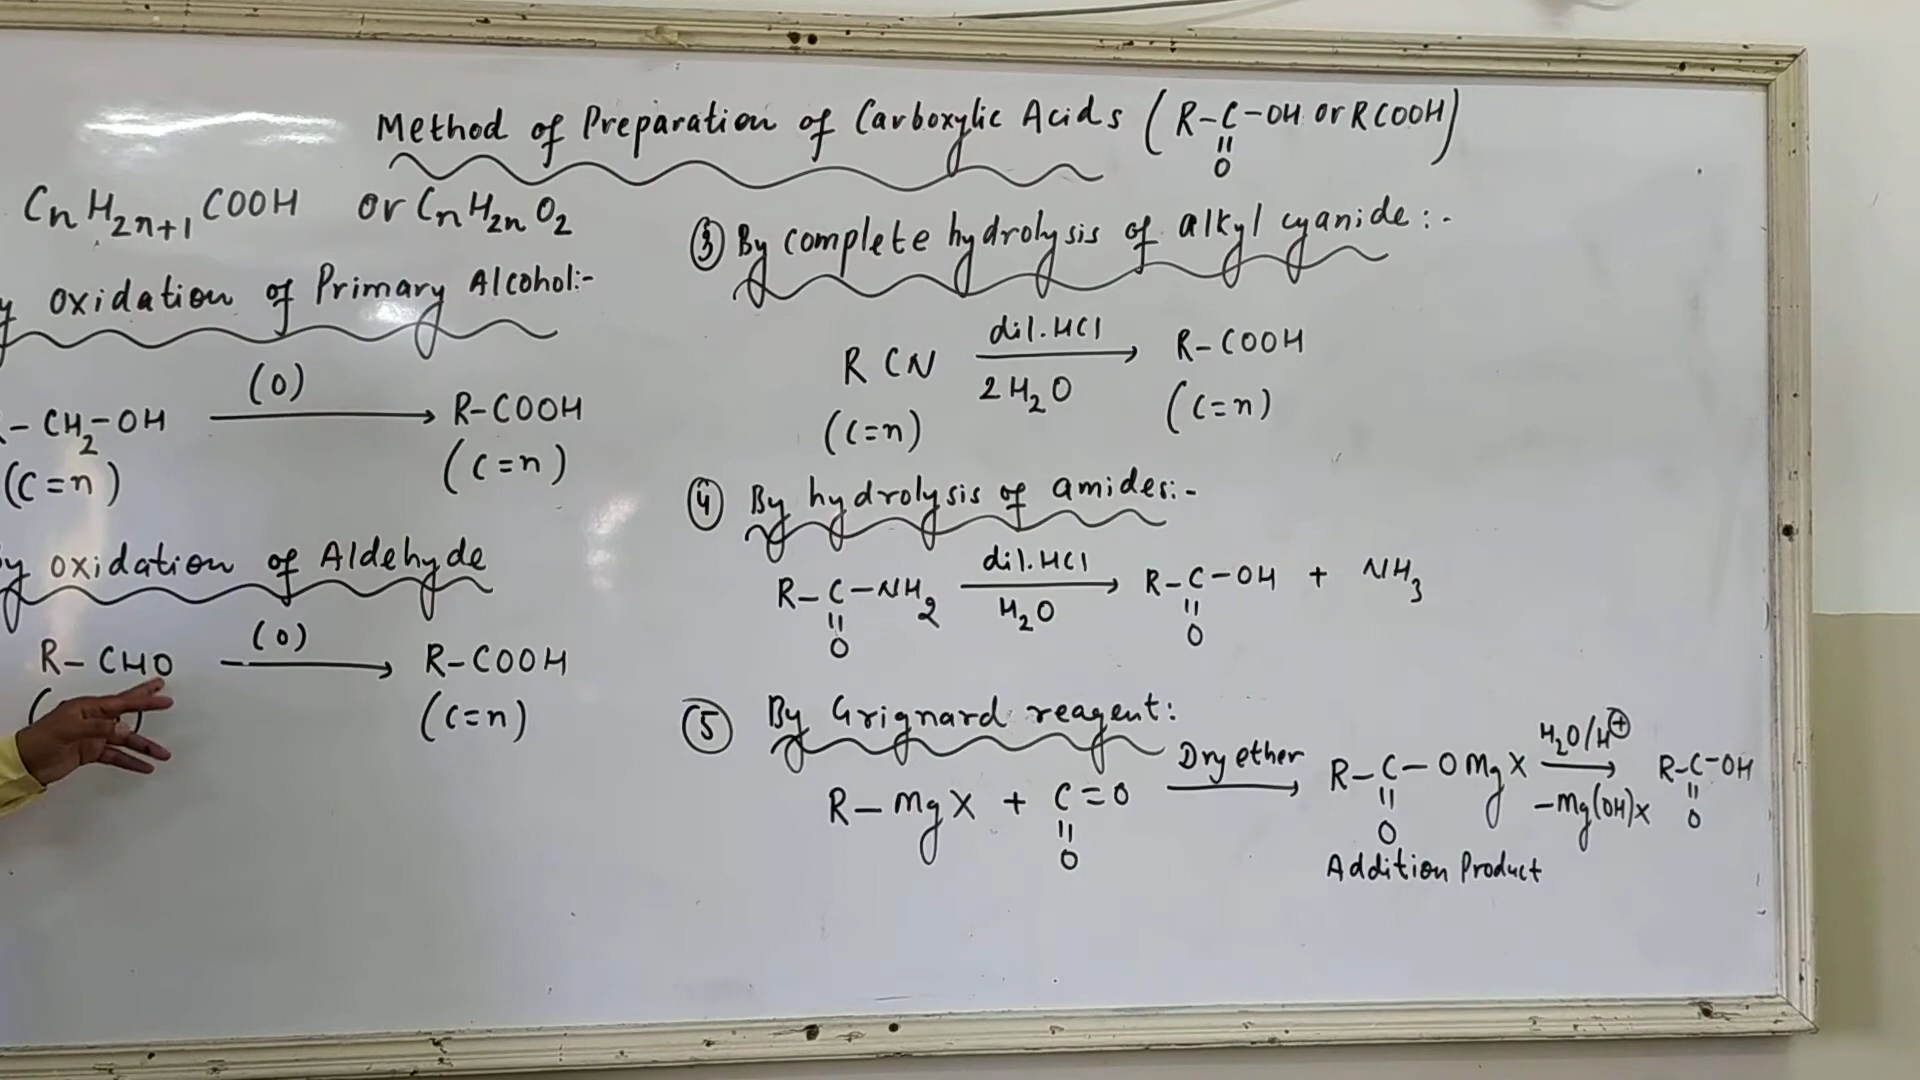 Method of Preparation of Carboxylic Acids (R-C-OH or RCOOH)
||
O
CnH2n+1COOH or CnH2nO2
oxidation of Primary Alcohol:-
(O)
- CH2-OH → R-COOH
(C=n) (C=n)
oxidation of Aldehyde
(O)
R- CHO → R-COOH
(C=n)
③ By complete hydrolysis of alkyl cyanide:-
dil.HCl
R CN → R-COOH
2H2O
(C=n) (C=n)
④ By hydrolysis of amides:-
dil.HCl
R-C-NH2 → R-C-OH + NH3
|| H2O ||
O O
⑤ By Grignard reagent:
Dry ether H2O/H⊕
R-MgX + C=O → R-C-OMgX → R-C-OH
|| || -Mg(OH)X ||
O O O
Addition Product